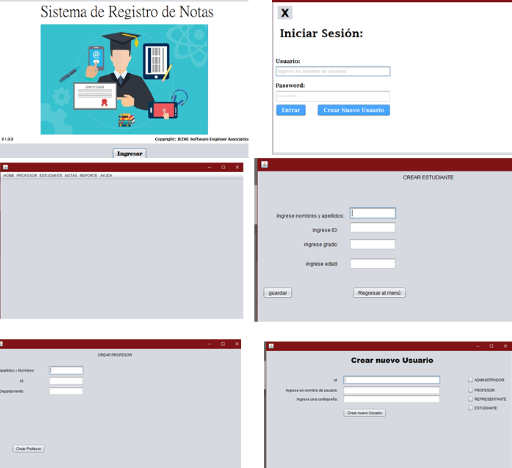 Sistema de Registro de Notas
CERTIFICATE
V1.0.0
Copyright: JLEME Software Engineer Association
Ingresar
X
Iniciar Sesión:
Usuario:
Ingrese su nombre de usuario
Password:
Entrar
Crear Nuevo Usuario
HOME PROFESOR ESTUDIANTE NOTAS REPORTE AYUDA
CREAR ESTUDIANTE
ingrese nombres y apellidos:
ingrese ID:
ingrese grado:
ingrese edad:
guardar
Regresar al menú
CREAR PROFESOR
Apellidos y Nombres:
Id:
Departamento:
Crear Profesor
Crear nuevo Usuario
Id:
Ingrese un nombre de usuario:
Ingrese una contraseña:
Crear nuevo Usuario
ADMINISTRADOR
PROFESOR
REPRESENTANTE
ESTUDIANTE